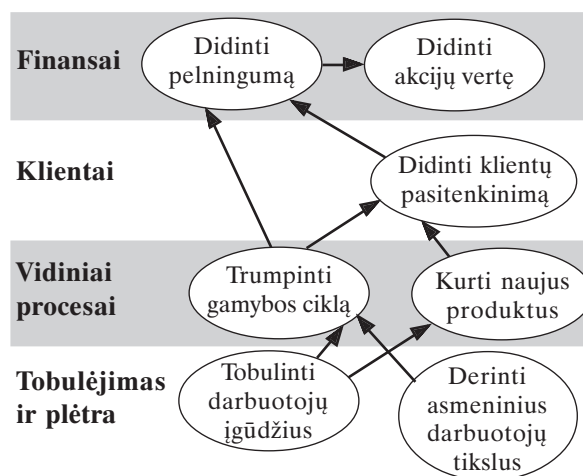 Finansai
Didinti
pelningumą
Didinti
akcijų vertę
Klientai
Didinti klientų
pasitenkinimą
Vidiniai
procesai
Trumpinti
gamybos ciklą
Kurti naujus
produktus
Tobulėjimas
ir plėtra
Tobulinti
darbuotojų
įgūdžius
Derinti
asmeninius
darbuotojų
tikslus